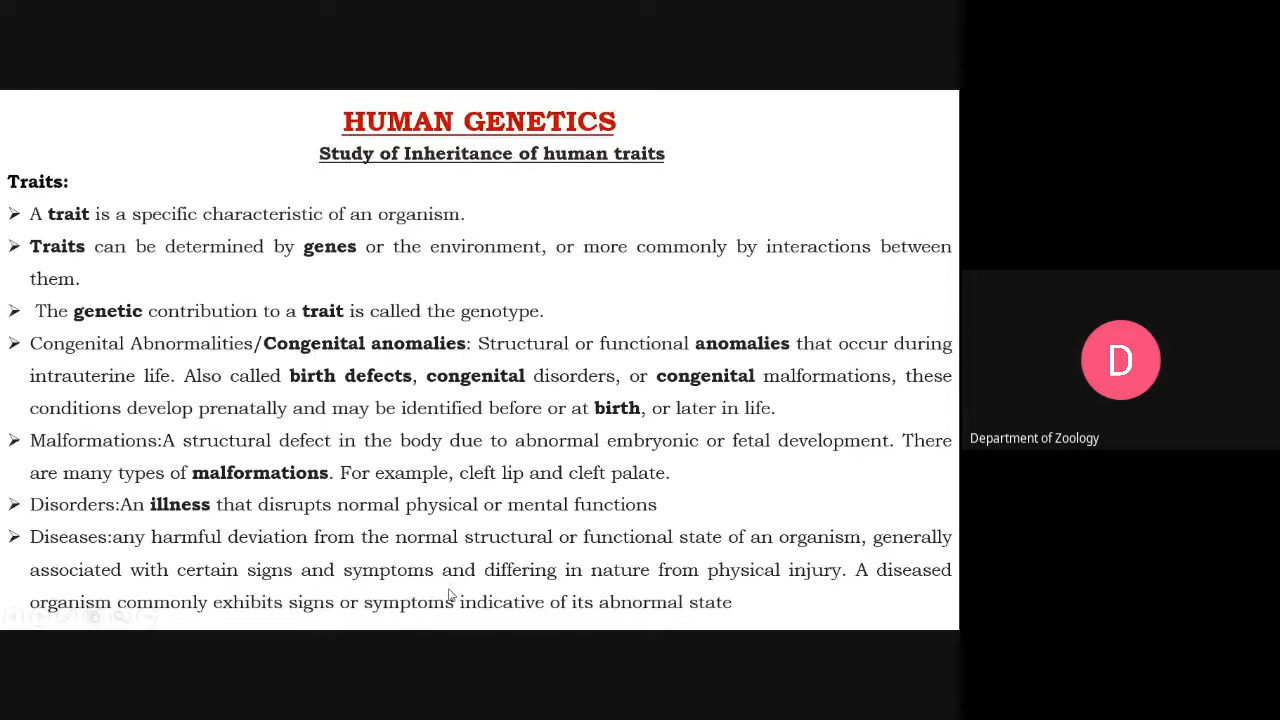 HUMAN GENETICS
Study of Inheritance of human traits
Traits:
➢ A trait is a specific characteristic of an organism.
➢ Traits can be determined by genes or the environment, or more commonly by interactions between
them.
➢ The genetic contribution to a trait is called the genotype.
➢ Congenital Abnormalities/Congenital anomalies: Structural or functional anomalies that occur during
intrauterine life. Also called birth defects, congenital disorders, or congenital malformations, these
conditions develop prenatally and may be identified before or at birth, or later in life.
➢ Malformations:A structural defect in the body due to abnormal embryonic or fetal development. There
are many types of malformations. For example, cleft lip and cleft palate.
➢ Disorders:An illness that disrupts normal physical or mental functions
➢ Diseases:any harmful deviation from the normal structural or functional state of an organism, generally
associated with certain signs and symptoms and differing in nature from physical injury. A diseased
organism commonly exhibits signs or symptoms indicative of its abnormal state
D
Department of Zoology